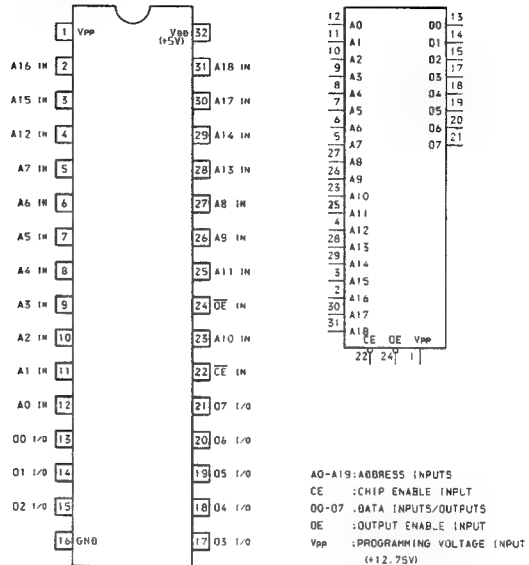 1 Vpp
VDD 32
(+5V)
A16 IN 2
31 A18 IN
A15 IN 3
30 A17 IN
A12 IN 4
29 A14 IN
A7 IN 5
28 A13 IN
A6 IN 6
27 A8 IN
A5 IN 7
26 A9 IN
A4 IN 8
25 A11 IN
A3 IN 9
24 OE IN
A2 IN 10
23 A10 IN
A1 IN 11
22 CE IN
A0 IN 12
21 O7 I/O
O0 I/O 13
20 O6 I/O
O1 I/O 14
19 O5 I/O
O2 I/O 15
18 O4 I/O
16 GND
17 O3 I/O
12 A0 O0 13
11 A1 O1 14
10 A2 O2 15
9 A3 O3 17
8 A4 O4 18
7 A5 O5 19
6 A6 O6 20
5 A7 O7 21
27 A8
26 A9
23 A10
25 A11
4 A12
28 A13
29 A14
3 A15
2 A16
30 A17
31 A18
CE OE Vpp
22 24 1
A0-A19:ADDRESS INPUTS
CE :CHIP ENABLE INPUT
O0-O7 :DATA INPUTS/OUTPUTS
OE :OUTPUT ENABLE INPUT
Vpp :PROGRAMMING VOLTAGE INPUT
(+12.75V)